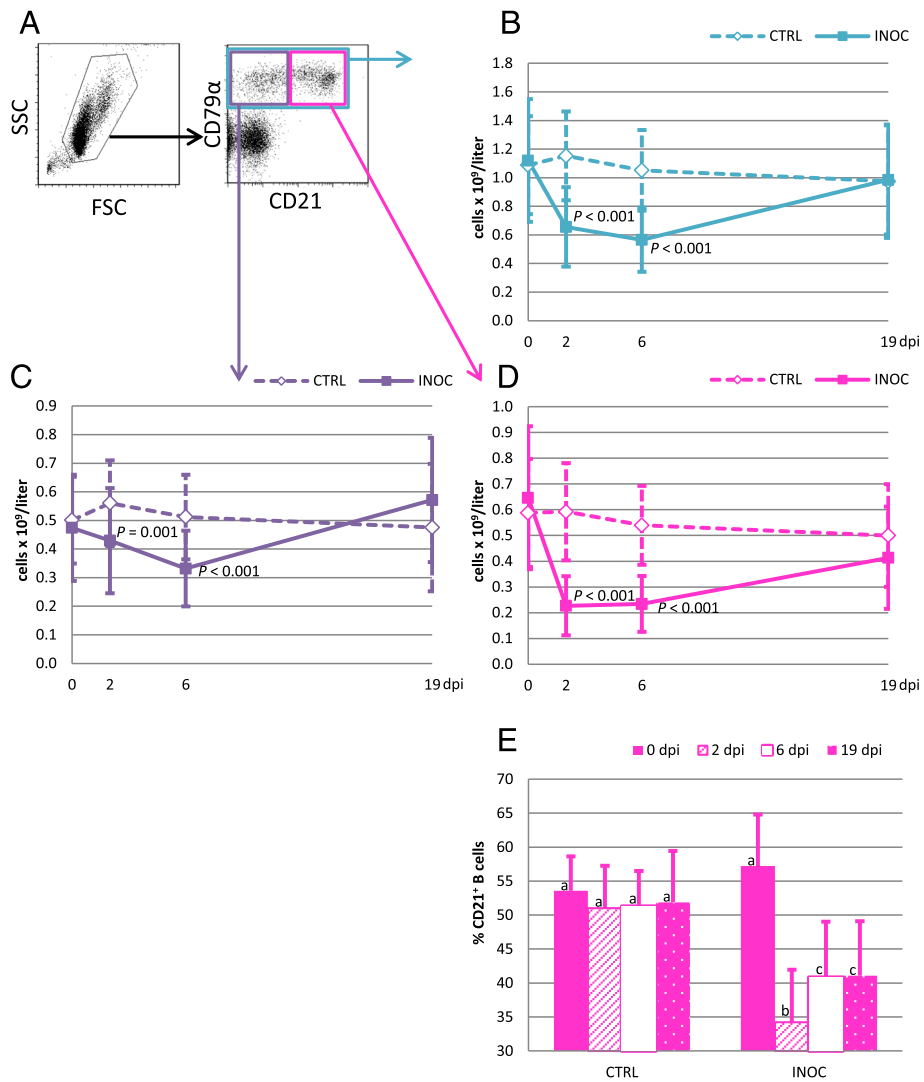 A
SSC
FSC
CD79α
CD21
B
CTRL INOC
cells x 10⁹/liter
1.8
1.6
1.4
1.2
1.0
0.8
0.6
0.4
0.2
0.0
P < 0.001
P < 0.001
0 2 6 19 dpi
C
CTRL INOC
cells x 10⁹/liter
0.9
0.8
0.7
0.6
0.5
0.4
0.3
0.2
0.1
0.0
P = 0.001
P < 0.001
0 2 6 19 dpi
D
CTRL INOC
cells x 10⁹/liter
1.0
0.9
0.8
0.7
0.6
0.5
0.4
0.3
0.2
0.1
0.0
P < 0.001
P < 0.001
0 2 6 19 dpi
E
0 dpi 2 dpi 6 dpi 19 dpi
% CD21⁺ B cells
70
65
60
55
50
45
40
35
30
a a a a
a b c c
CTRL INOC